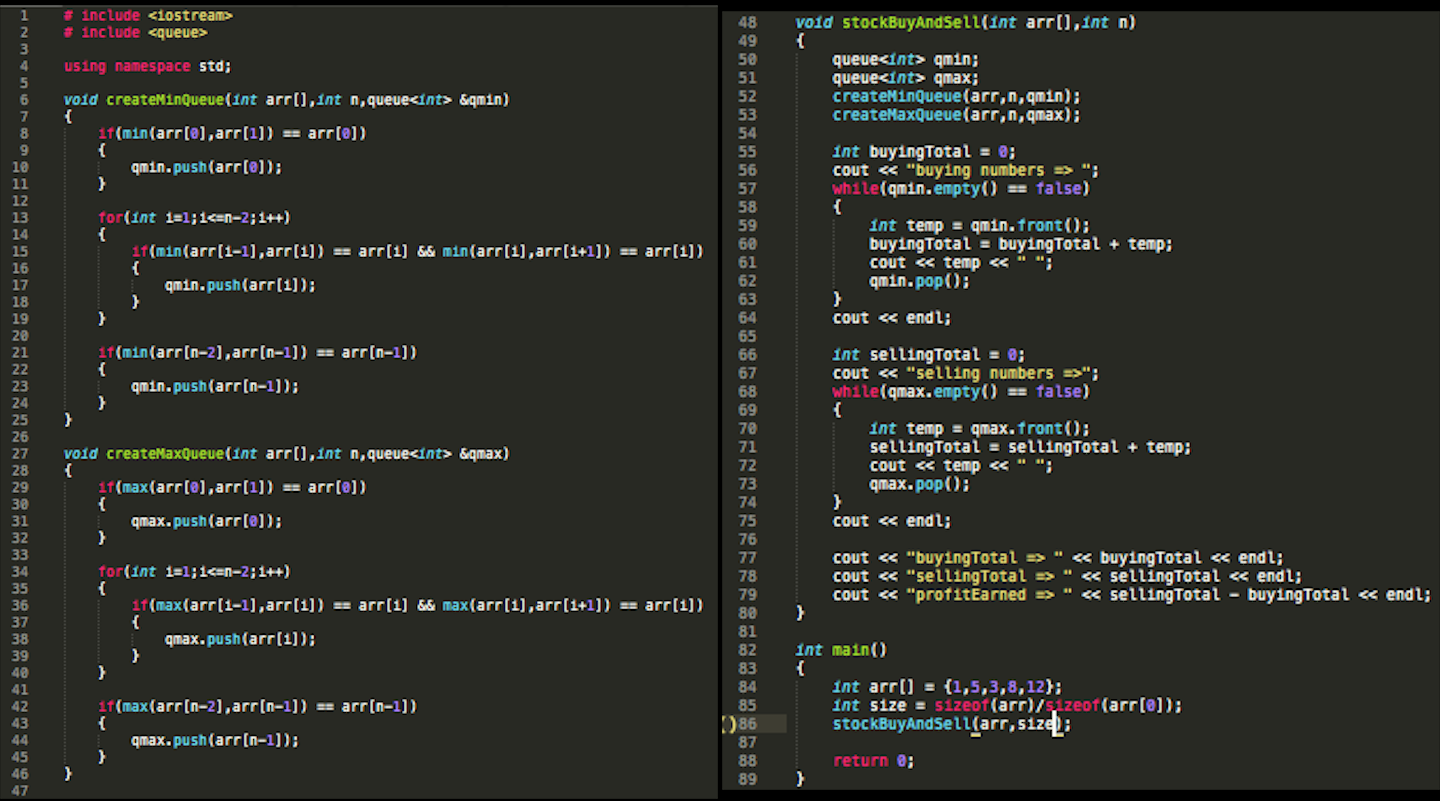 1 # include <iostream>
2 # include <queue>
3
4 using namespace std;
5
6 void createMinQueue(int arr[],int n,queue<int> &qmin)
7 {
8 if(min(arr[0],arr[1]) == arr[0])
9 {
10 qmin.push(arr[0]);
11 }
12
13 for(int i=1;i<=n-2;i++)
14 {
15 if(min(arr[i-1],arr[i]) == arr[i] && min(arr[i],arr[i+1]) == arr[i])
16 {
17 qmin.push(arr[i]);
18 }
19 }
20
21 if(min(arr[n-2],arr[n-1]) == arr[n-1])
22 {
23 qmin.push(arr[n-1]);
24 }
25 }
26
27 void createMaxQueue(int arr[],int n,queue<int> &qmax)
28 {
29 if(max(arr[0],arr[1]) == arr[0])
30 {
31 qmax.push(arr[0]);
32 }
33
34 for(int i=1;i<=n-2;i++)
35 {
36 if(max(arr[i-1],arr[i]) == arr[i] && max(arr[i],arr[i+1]) == arr[i])
37 {
38 qmax.push(arr[i]);
39 }
40 }
41
42 if(max(arr[n-2],arr[n-1]) == arr[n-1])
43 {
44 qmax.push(arr[n-1]);
45 }
46 }
47
48 void stockBuyAndSell(int arr[],int n)
49 {
50 queue<int> qmin;
51 queue<int> qmax;
52 createMinQueue(arr,n,qmin);
53 createMaxQueue(arr,n,qmax);
54
55 int buyingTotal = 0;
56 cout << "buying numbers => ";
57 while(qmin.empty() == false)
58 {
59 int temp = qmin.front();
60 buyingTotal = buyingTotal + temp;
61 cout << temp << " ";
62 qmin.pop();
63 }
64 cout << endl;
65
66 int sellingTotal = 0;
67 cout << "selling numbers =>";
68 while(qmax.empty() == false)
69 {
70 int temp = qmax.front();
71 sellingTotal = sellingTotal + temp;
72 cout << temp << " ";
73 qmax.pop();
74 }
75 cout << endl;
76
77 cout << "buyingTotal => " << buyingTotal << endl;
78 cout << "sellingTotal => " << sellingTotal << endl;
79 cout << "profitEarned => " << sellingTotal - buyingTotal << endl;
80 }
81
82 int main()
83 {
84 int arr[] = {1,5,3,8,12};
85 int size = sizeof(arr)/sizeof(arr[0]);
()86 stockBuyAndSell(arr,size);
87
88 return 0;
89 }